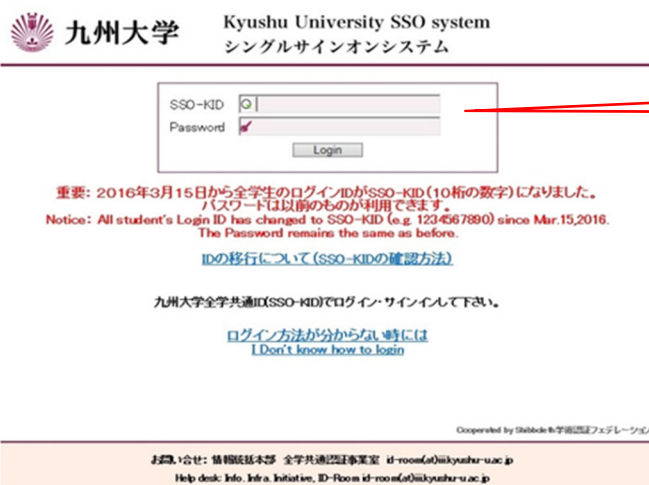 九州大学
Kyushu University SSO system
シングルサインオンシステム
SSO-KID
Password
Login
重要: 2016年3月15日から全学生のログインIDがSSO-KID(10桁の数字)になりました。
パスワードは以前のものが利用できます。
Notice: All student's Login ID has changed to SSO-KID (e.g. 1234567890) since Mar.15,2016.
The Password remains the same as before.
IDの移行について(SSO-KIDの確認方法)
九州大学全学共通ID(SSO-KID)でログイン・サインインして下さい。
ログイン方法が分からない時には
I Don't know how to login
Cooperated by Shibboleth学術認証フェデレーション
お問い合せ: 情報統括本部 全学共通認証事業室 id-room(at)iii.kyushu-u.ac.jp
Help desk: Info. Infra. Initiative, ID-Room id-room(at)iii.kyushu-u.ac.jp